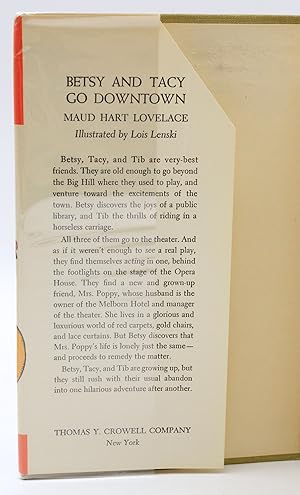 BETSY AND TACY
GO DOWNTOWN
MAUD HART LOVELACE
Illustrated by Lois Lenski
Betsy, Tacy, and Tib are very-best
friends. They are old enough to go beyond
the Big Hill where they used to play, and
venture toward the excitements of the
town. Betsy discovers the joys of a public
library, and Tib the thrills of riding in a
horseless carriage.
All three of them go to the theater. And
as if it weren't enough to see a real play,
they find themselves acting in one, behind
the footlights on the stage of the Opera
House. They find a new and grown-up
friend, Mrs. Poppy, whose husband is the
owner of the Melborn Hotel and manager
of the theater. She lives in a glorious and
luxurious world of red carpets, gold chairs,
and lace curtains. But Betsy discovers that
Mrs. Poppy's life is lonely just the same—
and proceeds to remedy the matter.
Betsy, Tacy, and Tib are growing up, but
they still rush with their usual abandon
into one hilarious adventure after another.
THOMAS Y. CROWELL COMPANY
New York